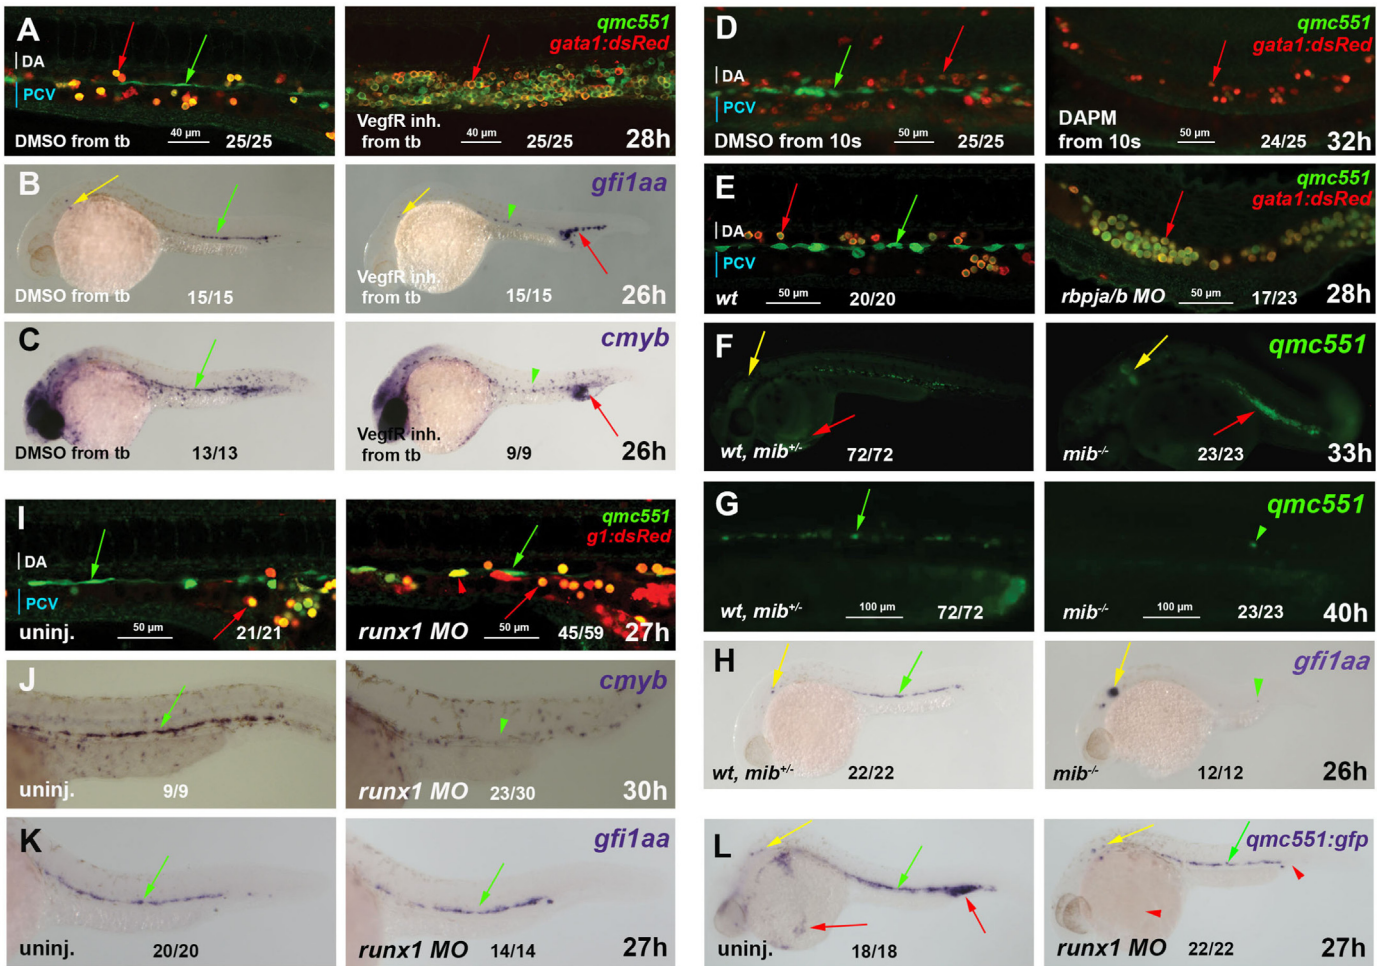 A
DA
PCV
DMSO from tb
40 µm
25/25
qmc551
gata1:dsRed
VegfR inh.
from tb
40 µm
25/25
28h
B
DMSO from tb
15/15
gfi1aa
VegfR inh.
from tb
15/15
26h
C
DMSO from tb
13/13
cmyb
VegfR inh.
from tb
9/9
26h
D
DA
PCV
DMSO from 10s
50 µm
25/25
qmc551
gata1:dsRed
DAPM
from 10s
50 µm
24/25
32h
E
DA
PCV
wt
50 µm
20/20
qmc551
gata1:dsRed
rbpja/b MO
50 µm
17/23
28h
F
wt, mib+/-
72/72
qmc551
mib-/-
23/23
33h
G
wt, mib+/-
100 µm
72/72
qmc551
mib-/-
100 µm
23/23
40h
H
wt, mib+/-
22/22
gfi1aa
mib-/-
12/12
26h
I
DA
PCV
uninj.
50 µm
21/21
qmc551
g1:dsRed
runx1 MO
50 µm
45/59
27h
J
uninj.
9/9
cmyb
runx1 MO
23/30
30h
K
uninj.
20/20
gfi1aa
runx1 MO
14/14
27h
L
uninj.
18/18
qmc551:gfp
runx1 MO
22/22
27h